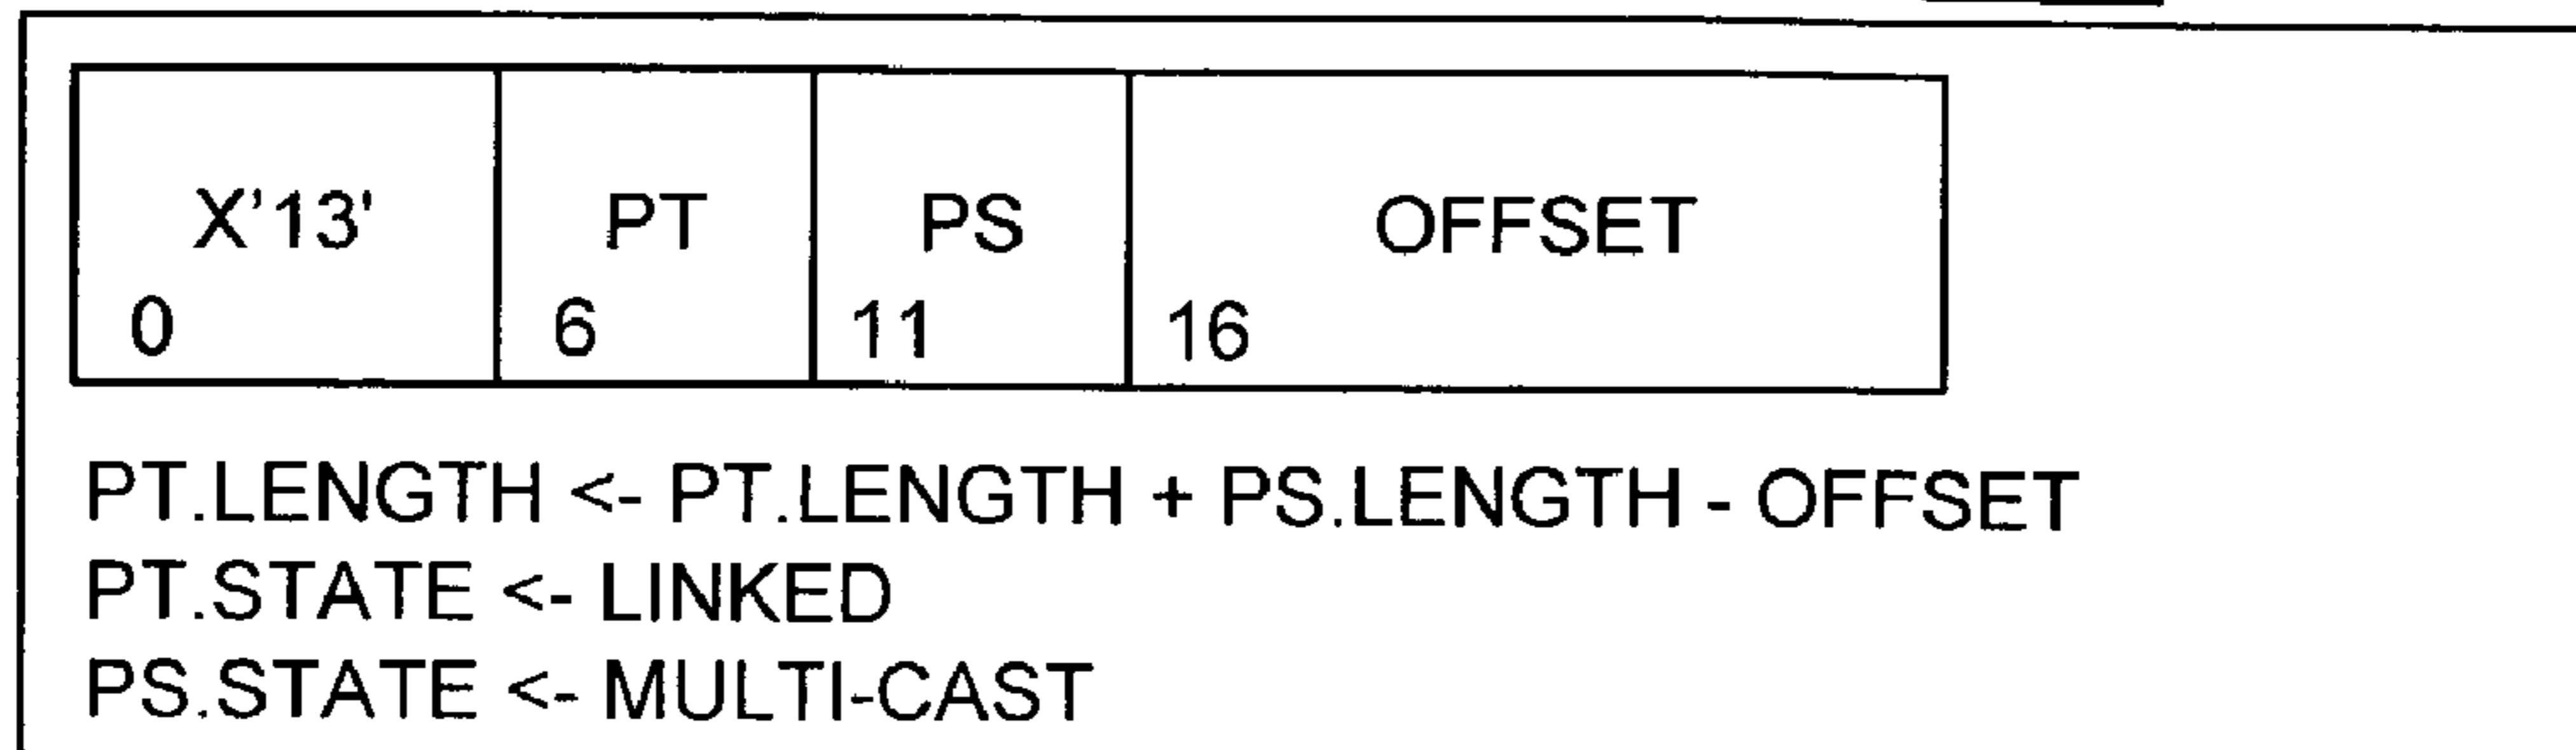 X'13' PT PS OFFSET
0 6 11 16
PT.LENGTH <- PT.LENGTH + PS.LENGTH - OFFSET
PT.STATE <- LINKED
PS.STATE <- MULTI-CAST